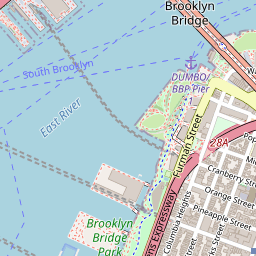 Brooklyn
Bridge
South Brooklyn
DUMBO/
BBP Pier
East River
Furman Street
28A
Cranberry Street
Orange Street
Pineapple Street
Columbia Heights
Brooklyn
Bridge
Park